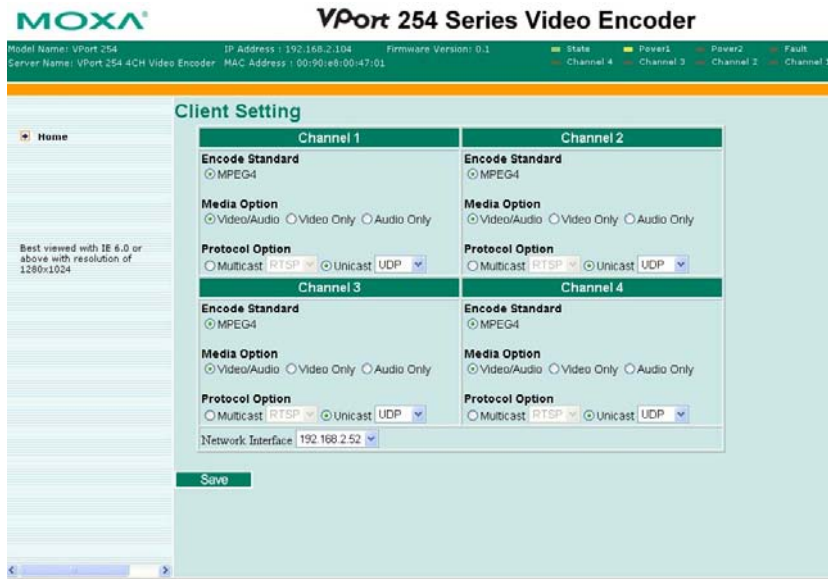 MOXA®
VPort 254 Series Video Encoder
Model Name: VPort 254 IP Address : 192.168.2.104 Firmware Version: 0.1 State Power1 Power2 Fault
Server Name: VPort 254 4CH Video Encoder MAC Address : 00:90:e8:00:47:01 Channel 4 Channel 3 Channel 2 Channel 1
Client Setting
Home
Best viewed with IE 6.0 or
above with resolution of
1280x1024
Channel 1
Encode Standard
MPEG4
Media Option
Video/Audio Video Only Audio Only
Protocol Option
Multicast RTSP Unicast UDP
Channel 2
Encode Standard
MPEG4
Media Option
Video/Audio Video Only Audio Only
Protocol Option
Multicast RTSP Unicast UDP
Channel 3
Encode Standard
MPEG4
Media Option
Video/Audio Video Only Audio Only
Protocol Option
Multicast RTSP Unicast UDP
Channel 4
Encode Standard
MPEG4
Media Option
Video/Audio Video Only Audio Only
Protocol Option
Multicast RTSP Unicast UDP
Network Interface 192.168.2.52
Save